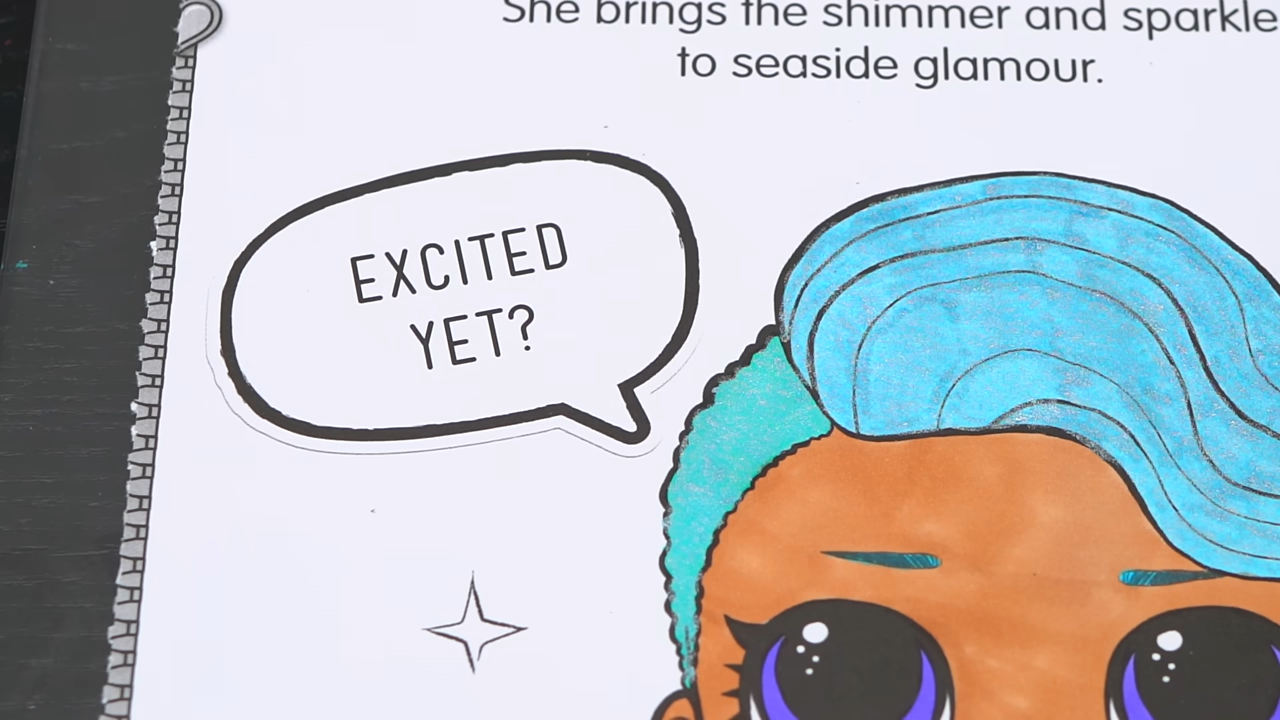 She brings the shimmer and sparkle
to seaside glamour.
EXCITED
YET?